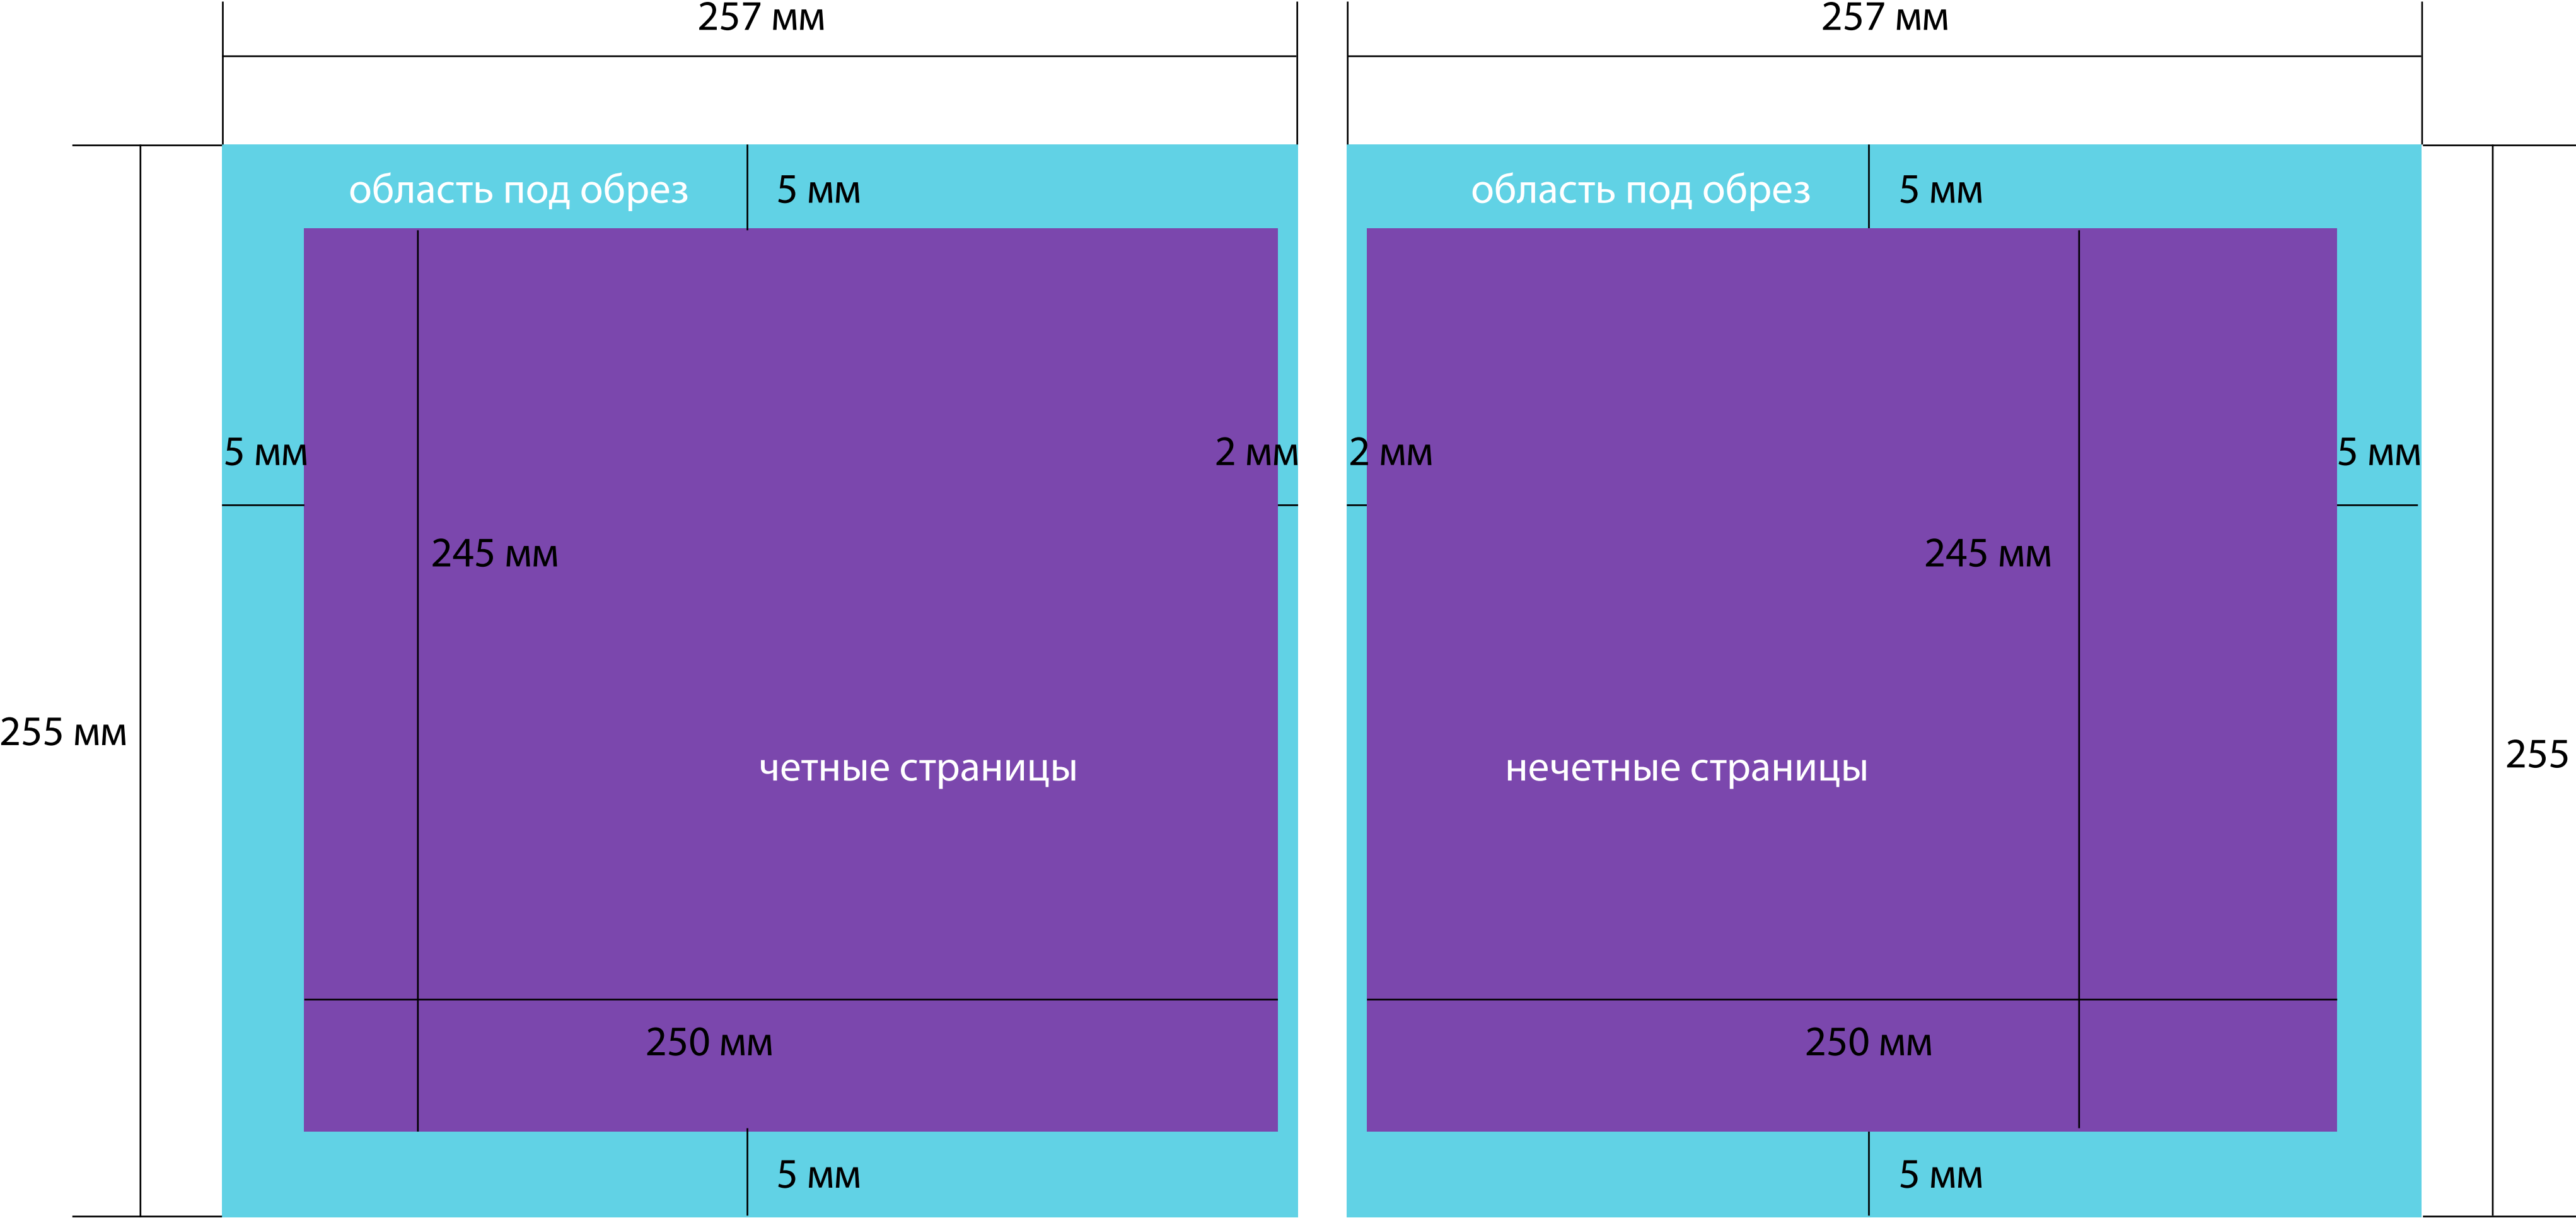 257 мм
257 мм
область под обрез
5 мм
область под обрез
5 мм
5 мм
2 мм
2 мм
5 мм
245 мм
245 мм
255 мм
четные страницы
нечетные страницы
255
250 мм
250 мм
5 мм
5 мм